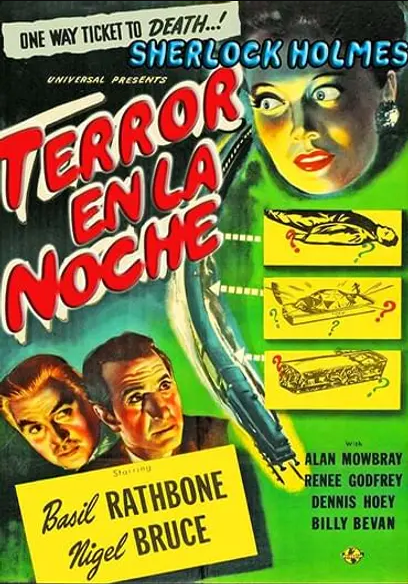 ONE WAY TICKET TO DEATH..!
SHERLOCK HOLMES
UNIVERSAL PRESENTS
TERROR
EN LA
NOCHE
?
?
?
?
?
?
With
ALAN MOWBRAY
RENEE GODFREY
DENNIS HOEY
BILLY BEVAN
Starring
Basil RATHBONE
Nigel BRUCE